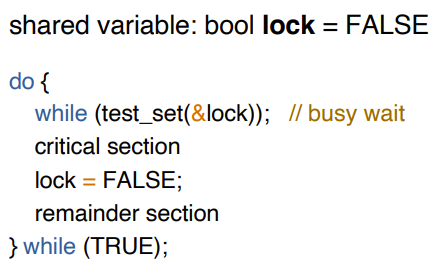 shared variable: bool lock = FALSE
do {
while (test_set(&lock));   // busy wait
critical section
lock = FALSE;
remainder section
} while (TRUE);